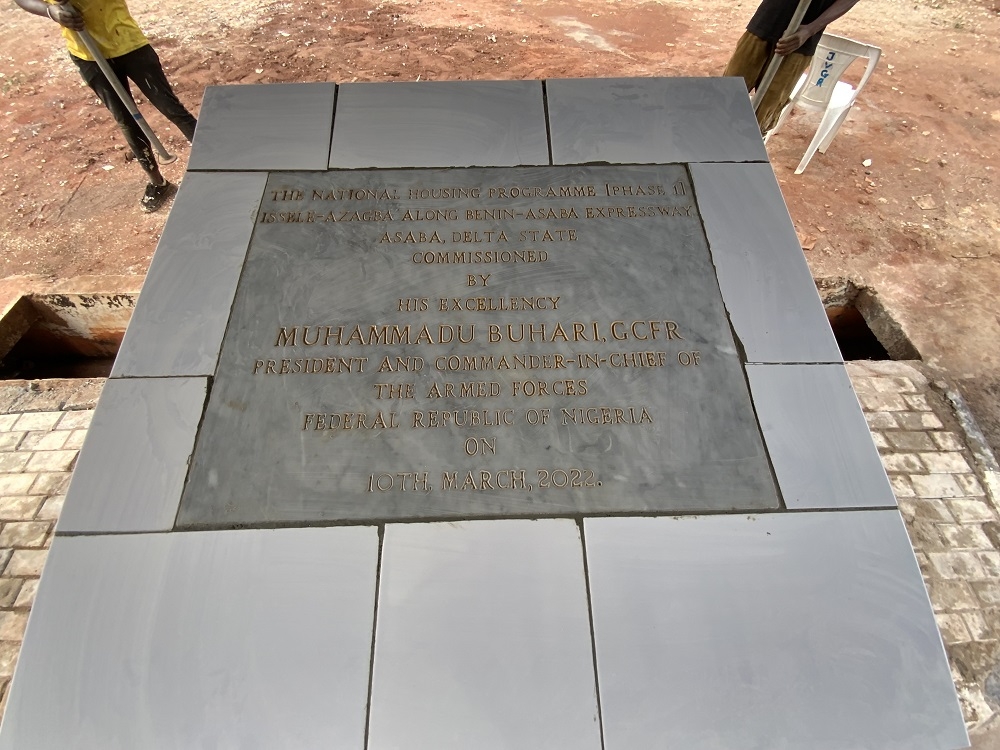 THE NATIONAL HOUSING PROGRAMME [PHASE 1]
ISSELE-AZAGBA ALONG BENIN-ASABA EXPRESSWAY,
ASABA, DELTA STATE
COMMISSIONED
BY
HIS EXCELLENCY
MUHAMMADU BUHARI, GCFR
PRESIDENT AND COMMANDER-IN-CHIEF OF
THE ARMED FORCES
FEDERAL REPUBLIC OF NIGERIA
ON
10TH, MARCH, 2022.